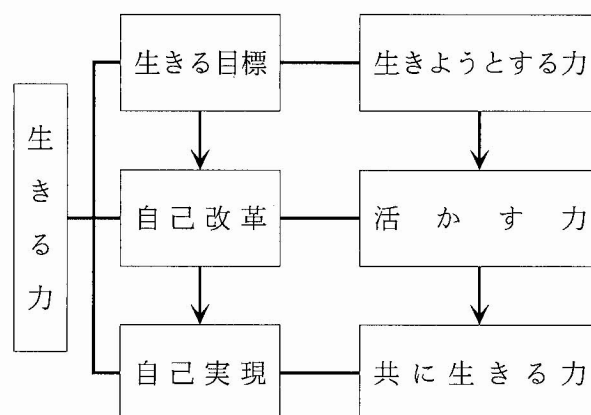 生きる力
生きる目標
生きようとする力
自己改革
活かす力
自己実現
共に生きる力